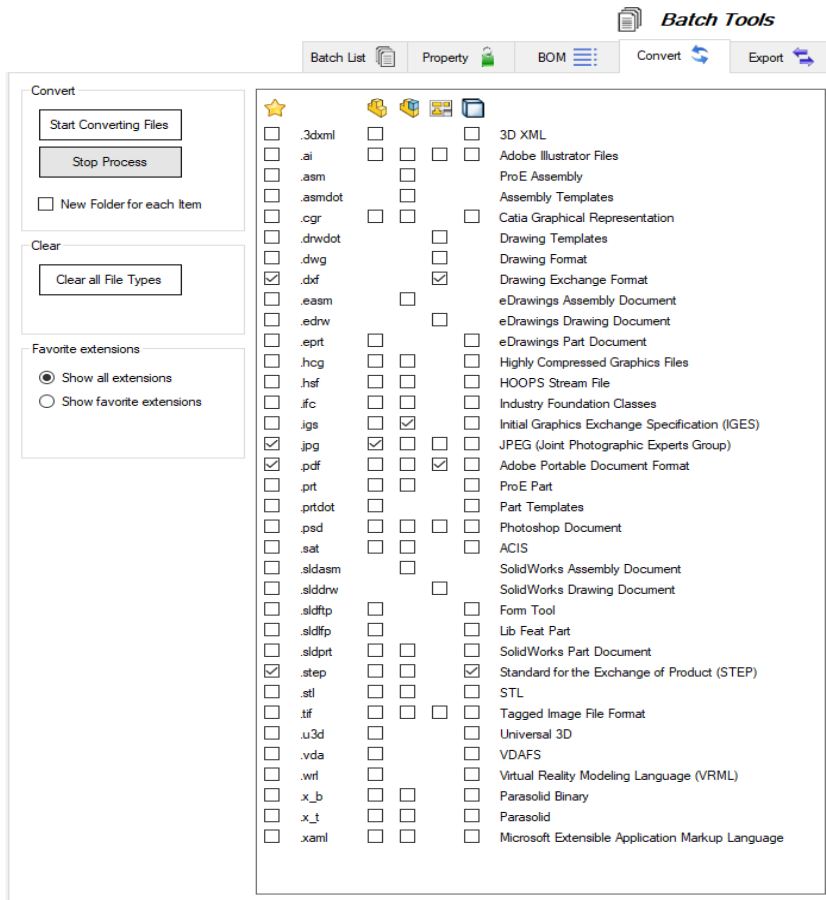 Batch Tools
Batch List Property BOM Convert Export
Convert
Start Converting Files
Stop Process
New Folder for each Item
Clear
Clear all File Types
Favorite extensions
Show all extensions
Show favorite extensions
.3dxml 3D XML
.ai Adobe Illustrator Files
.asm ProE Assembly
.asmdot Assembly Templates
.cgr Catia Graphical Representation
.drwdot Drawing Templates
.dwg Drawing Format
.dxf Drawing Exchange Format
.easm eDrawings Assembly Document
.edrw eDrawings Drawing Document
.eprt eDrawings Part Document
.hcg Highly Compressed Graphics Files
.hsf HOOPS Stream File
.ifc Industry Foundation Classes
.igs Initial Graphics Exchange Specification (IGES)
.jpg JPEG (Joint Photographic Experts Group)
.pdf Adobe Portable Document Format
.prt ProE Part
.prtdot Part Templates
.psd Photoshop Document
.sat ACIS
.sldasm SolidWorks Assembly Document
.slddrw SolidWorks Drawing Document
.sldftp Form Tool
.sldlfp Lib Feat Part
.sldprt SolidWorks Part Document
.step Standard for the Exchange of Product (STEP)
.stl STL
.tif Tagged Image File Format
.u3d Universal 3D
.vda VDAFS
.wrl Virtual Reality Modeling Language (VRML)
.x_b Parasolid Binary
.x_t Parasolid
.xaml Microsoft Extensible Application Markup Language